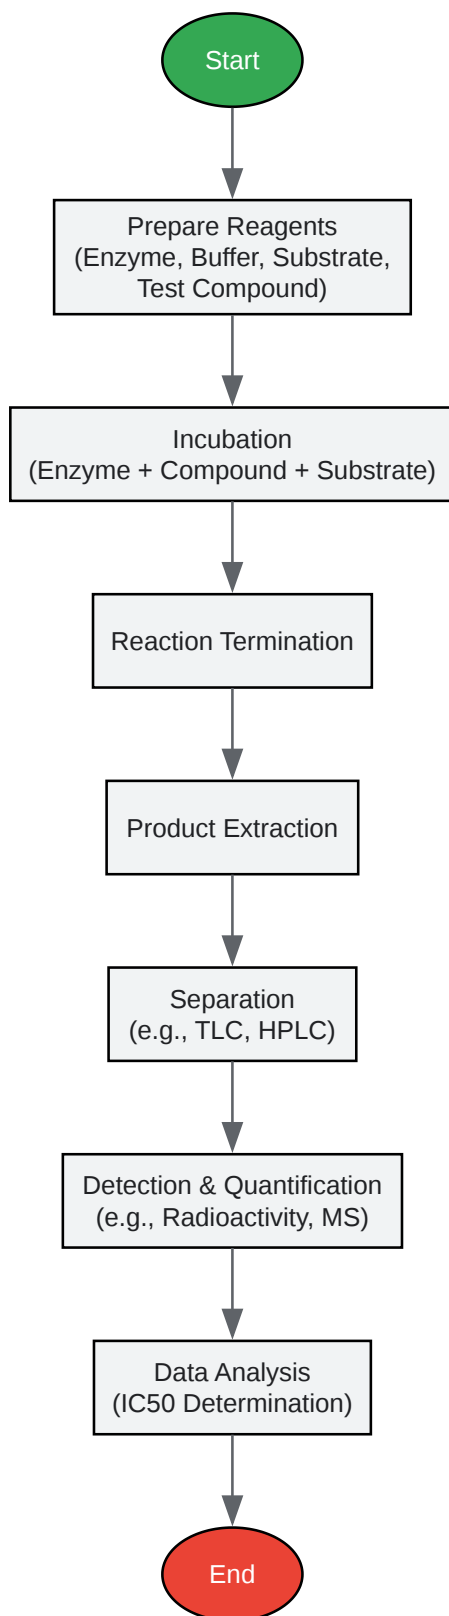 Start
Prepare Reagents
(Enzyme, Buffer, Substrate,
Test Compound)
Incubation
(Enzyme + Compound + Substrate)
Reaction Termination
Product Extraction
Separation
(e.g., TLC, HPLC)
Detection & Quantification
(e.g., Radioactivity, MS)
Data Analysis
(IC50 Determination)
End